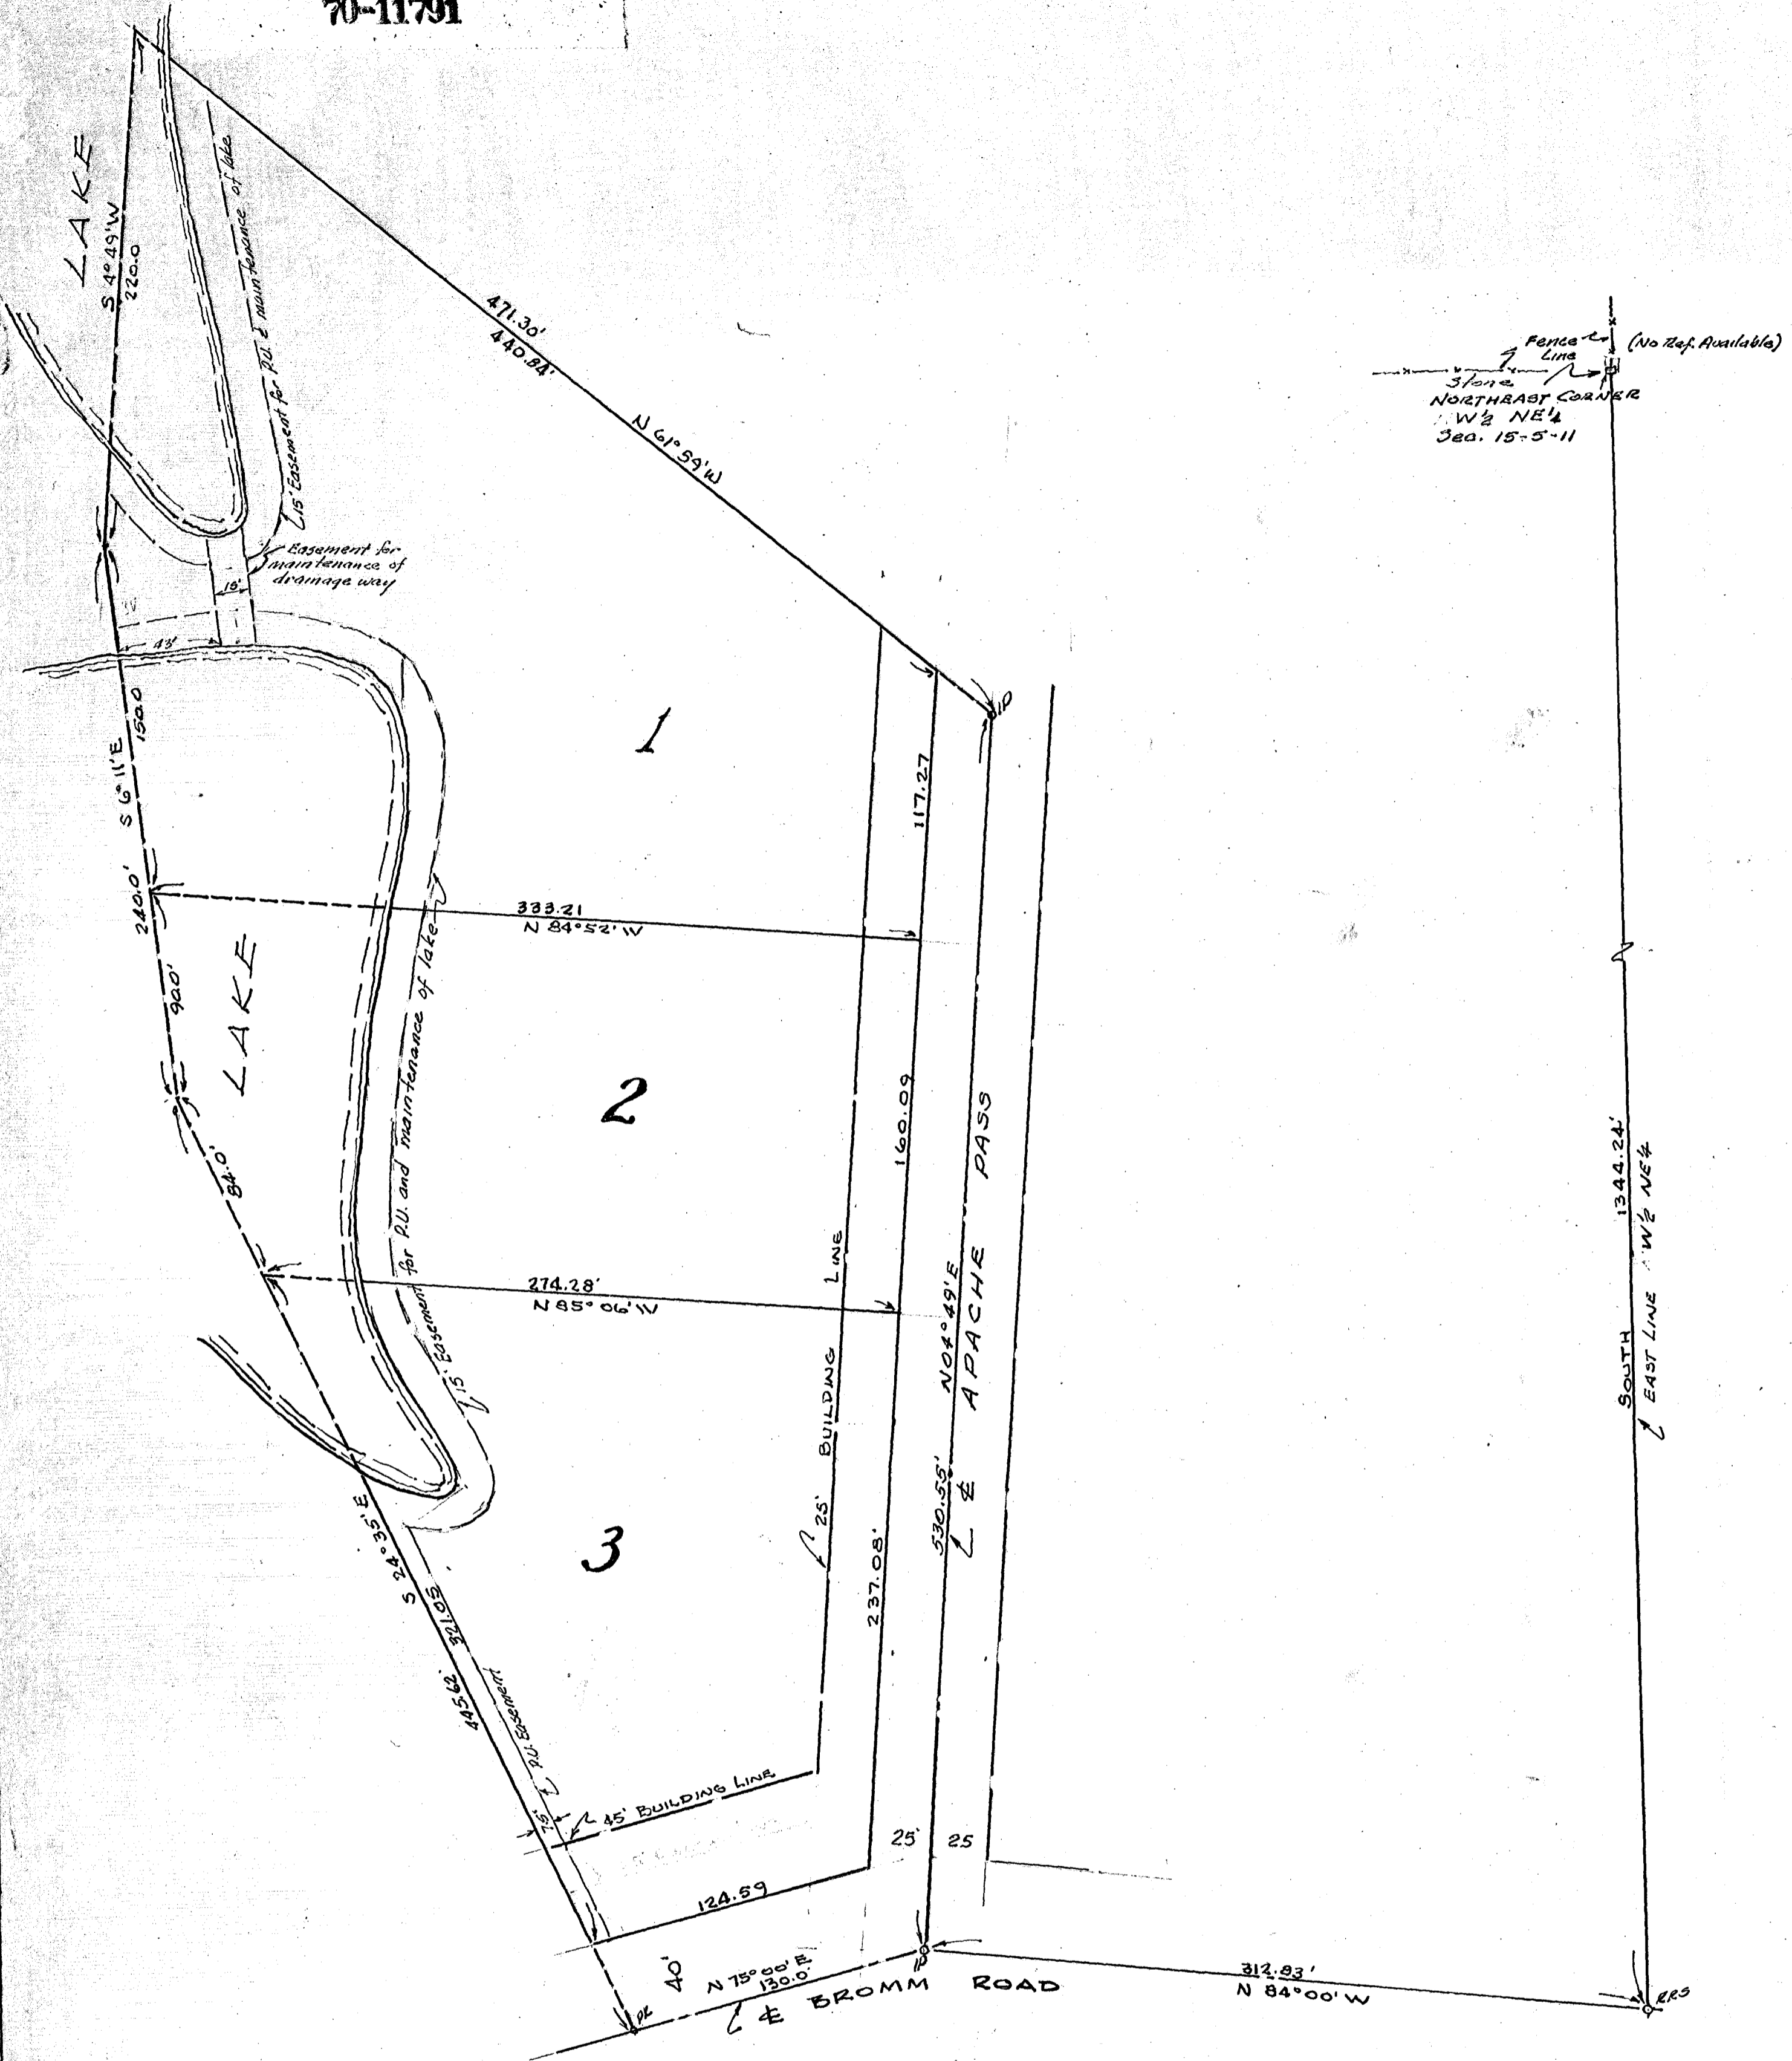 70-11791
LAKE
S 4° 49' W
220.0
15' Easement for P.U. & maintenance of lake
471.30'
440.84'
N 61° 59' W
Fence
Line
(No Ref. Available)
Stone
NORTHEAST CORNER
W½ NE¼
Sec. 15-5-11
Easement for
maintenance of
drainage way
15'
43'
IP
1
S 6° 11' E
150.0
117.27
240.0'
333.21
N 84° 52' W
LAKE
90.0'
15' Easement for P.U. and maintenance of lake
2
160.09
84.0'
274.28'
N 85° 06' W
25' BUILDING LINE
N 04° 49' E
530.55'
℄ APACHE PASS
SOUTH 1344.24'
EAST LINE W½ NE¼
3
237.08'
S 24° 35' E
321.05
445.62'
P.U. Easement
7.5'
45' BUILDING LINE
25' 25
124.59
40'
N 75° 00' E
130.0'
℄ BROMM ROAD
312.83'
N 84° 00' W
RRS
PK